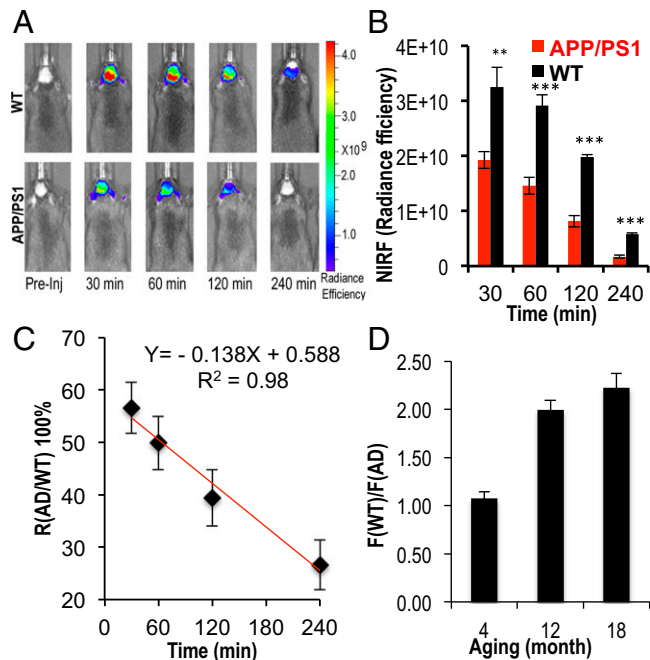 A
WT
APP/PS1
Pre-Inj 30 min 60 min 120 min 240 min
4.0
3.0
X10⁹
2.0
1.0
Radiance
Efficiency
B
APP/PS1
WT
NIRF (Radiance fficiency)
4E+10
3E+10
2E+10
1E+10
0
** *** *** ***
30 60 120 240
Time (min)
C
Y= - 0.138X + 0.588
R² = 0.98
R(AD/WT) 100%
70
60
50
40
30
20
0 60 120 180 240
Time (min)
D
F(WT)/F(AD)
2.50
2.00
1.50
1.00
0.50
0.00
4 12 18
Aging (month)